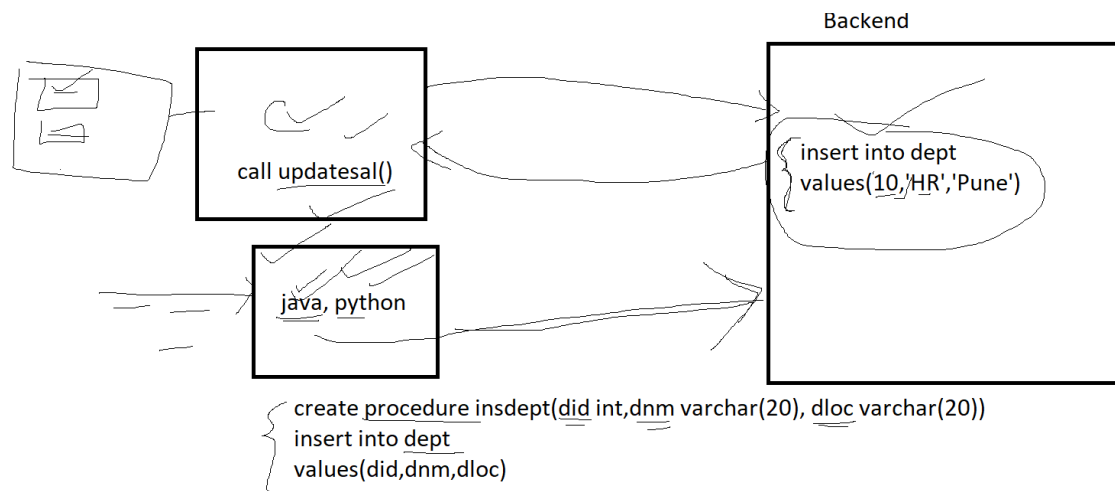 Backend
insert into dept
values(10,'HR','Pune')
call updatesal()
java, python
create procedure insdept(did int,dnm varchar(20), dloc varchar(20))
insert into dept
values(did,dnm,dloc)